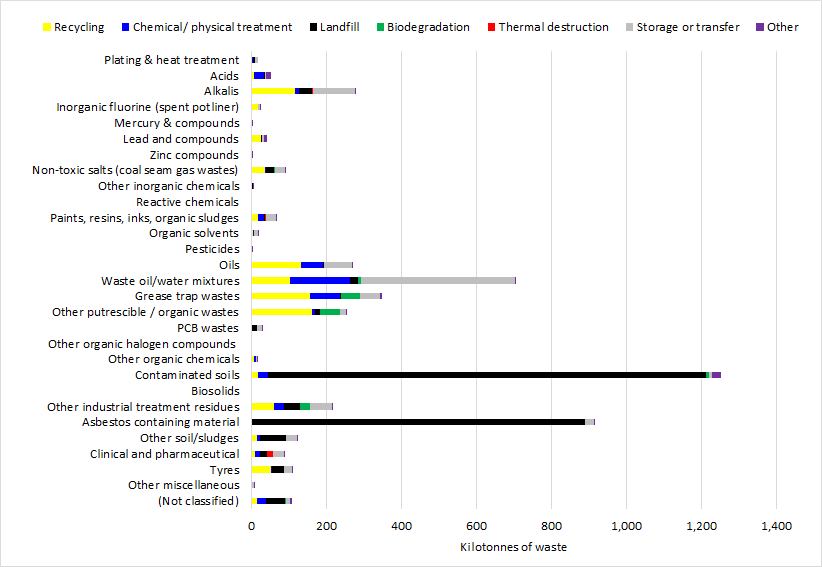 Recycling Chemical/ physical treatment Landfill Biodegradation Thermal destruction Storage or transfer Other
Plating & heat treatment
Acids
Alkalis
Inorganic fluorine (spent potliner)
Mercury & compounds
Lead and compounds
Zinc compounds
Non-toxic salts (coal seam gas wastes)
Other inorganic chemicals
Reactive chemicals
Paints, resins, inks, organic sludges
Organic solvents
Pesticides
Oils
Waste oil/water mixtures
Grease trap wastes
Other putrescible / organic wastes
PCB wastes
Other organic halogen compounds
Other organic chemicals
Contaminated soils
Biosolids
Other industrial treatment residues
Asbestos containing material
Other soil/sludges
Clinical and pharmaceutical
Tyres
Other miscellaneous
(Not classified)
0 200 400 600 800 1,000 1,200 1,400
Kilotonnes of waste